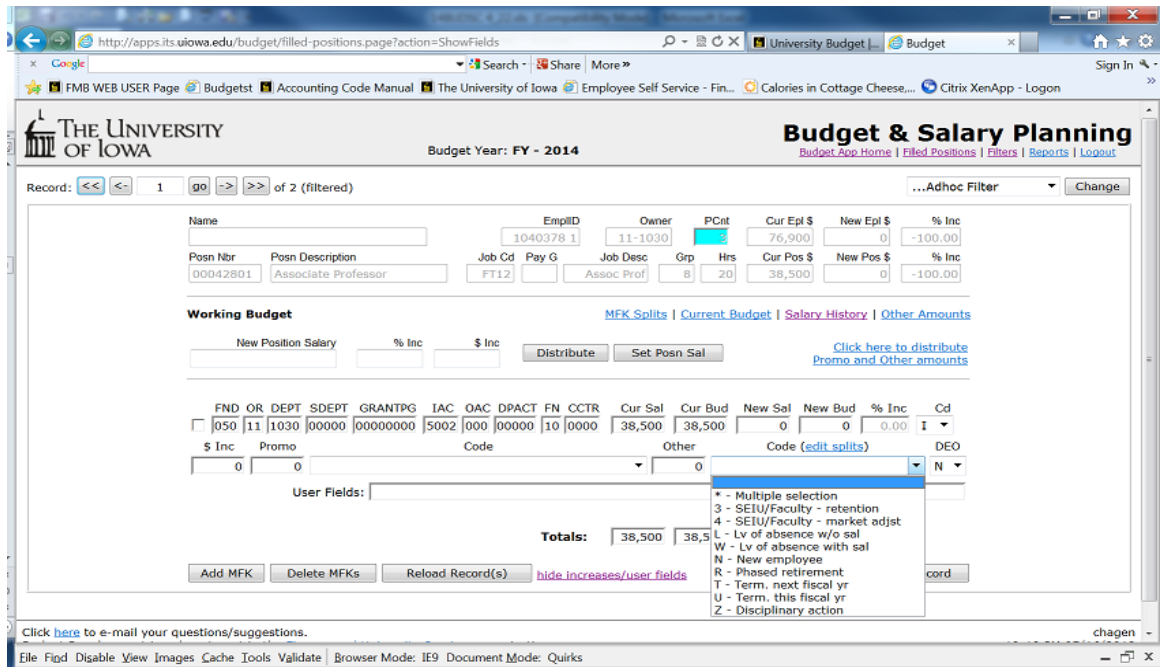 http://apps.its.uiowa.edu/budget/filled-positions.page?action=ShowFields University Budget |... Budget
x Google Search Share More » Sign In
FMB WEB USER Page Budgetst Accounting Code Manual The University of Iowa Employee Self Service - Fin... Calories in Cottage Cheese,... Citrix XenApp - Logon
THE UNIVERSITY OF IOWA
Budget Year: FY - 2014
Budget & Salary Planning
Budget App Home | Filled Positions | Filters | Reports | Logout
Record: << <- 1 go -> >> of 2 (filtered) ...Adhoc Filter Change
Name EmplID Owner PCnt Cur Epl $ New Epl $ % Inc
1040378 1 11-1030 2 76,900 0 -100.00
Posn Nbr Posn Description Job Cd Pay G Job Desc Grp Hrs Cur Pos $ New Pos $ % Inc
00042801 Associate Professor FT12 Assoc Prof 8 20 38,500 0 -100.00
Working Budget MFK Splits | Current Budget | Salary History | Other Amounts
New Position Salary % Inc $ Inc Distribute Set Posn Sal Click here to distribute
Promo and Other amounts
FND OR DEPT SDEPT GRANTPG IAC OAC DPACT FN CCTR Cur Sal Cur Bud New Sal New Bud % Inc Cd
050 11 1030 00000 00000000 5002 000 00000 10 0000 38,500 38,500 0 0 0.00 I
$ Inc Promo Code Other Code (edit splits) DEO
0 0 0 N
User Fields:
* - Multiple selection
3 - SEIU/Faculty - retention
4 - SEIU/Faculty - market adjst
L - Lv of absence w/o sal
W - Lv of absence with sal
N - New employee
R - Phased retirement
T - Term. next fiscal yr
U - Term. this fiscal yr
Z - Disciplinary action
Totals: 38,500 38,5
Add MFK Delete MFKs Reload Record(s) hide increases/user fields cord
Click here to e-mail your questions/suggestions. chagen
File Find Disable View Images Cache Tools Validate | Browser Mode: IE9 Document Mode: Quirks